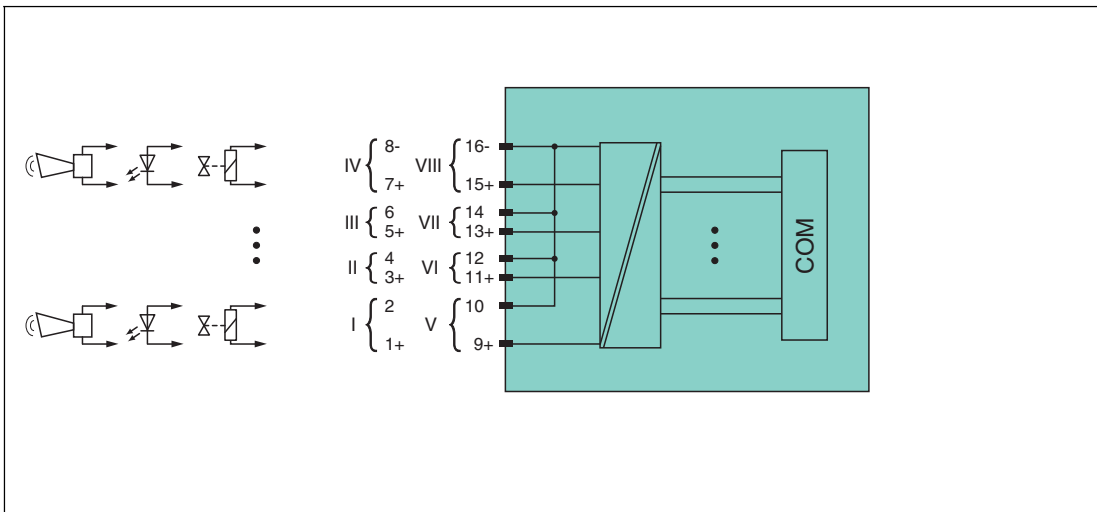 IV 8- VIII 16-
7+ 15+
III 6 VII 14
5+ 13+
II 4 VI 12
3+ 11+
I 2 V 10
1+ 9+
COM